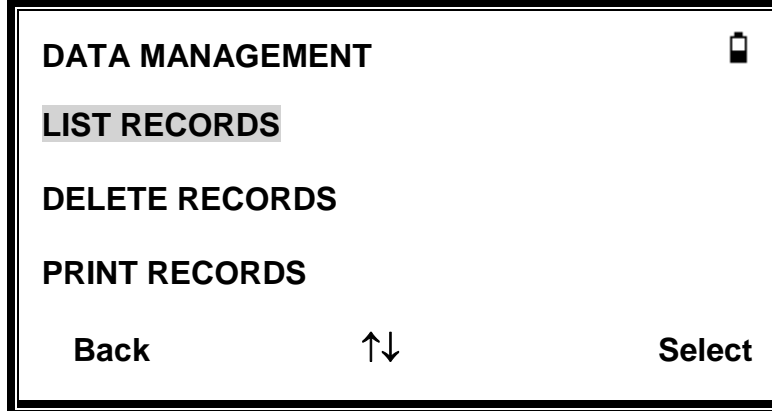 DATA MANAGEMENT
LIST RECORDS
DELETE RECORDS
PRINT RECORDS
Back ↑↓ Select